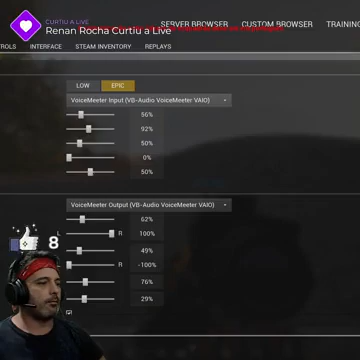 CURTIU A LIVE
Renan Rocha Curtiu a Live
SERVER BROWSER CUSTOM BROWSER TRAINING
TROLS INTERFACE STEAM INVENTORY REPLAYS
LOW EPIC
VoiceMeeter Input (VB-Audio VoiceMeeter VAIO)
56%
92%
50%
0%
50%
VoiceMeeter Output (VB-Audio VoiceMeeter VAIO)
62%
L R 100%
49%
R -100%
76%
29%
8